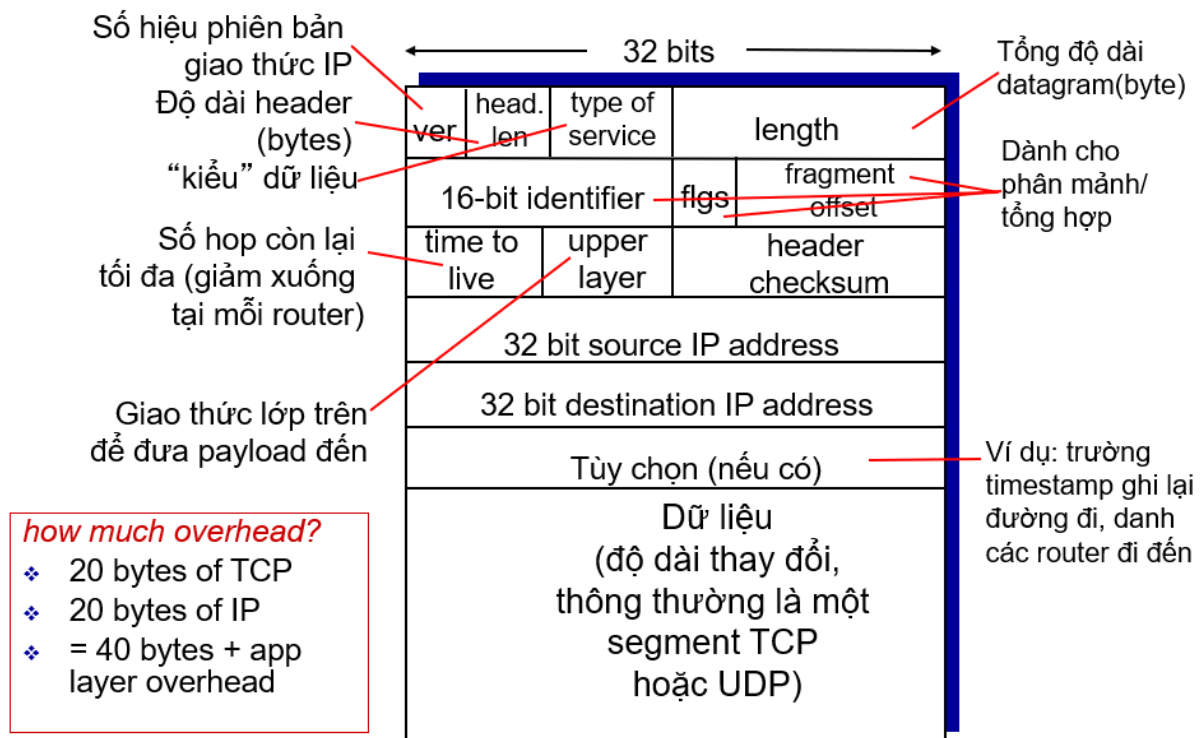 Số hiệu phiên bản
giao thức IP
Độ dài header
(bytes)
“kiểu” dữ liệu
Số hop còn lại
tối đa (giảm xuống
tại mỗi router)
Giao thức lớp trên
để đưa payload đến
how much overhead?
❖ 20 bytes of TCP
❖ 20 bytes of IP
❖ = 40 bytes + app
layer overhead
32 bits
ver
head.
len
type of
service
length
16-bit identifier
flgs
fragment
offset
time to
live
upper
layer
header
checksum
32 bit source IP address
32 bit destination IP address
Tùy chọn (nếu có)
Dữ liệu
(độ dài thay đổi,
thông thường là một
segment TCP
hoặc UDP)
Tổng độ dài
datagram(byte)
Dành cho
phân mảnh/
tổng hợp
Ví dụ: trường
timestamp ghi lại
đường đi, danh
các router đi đến